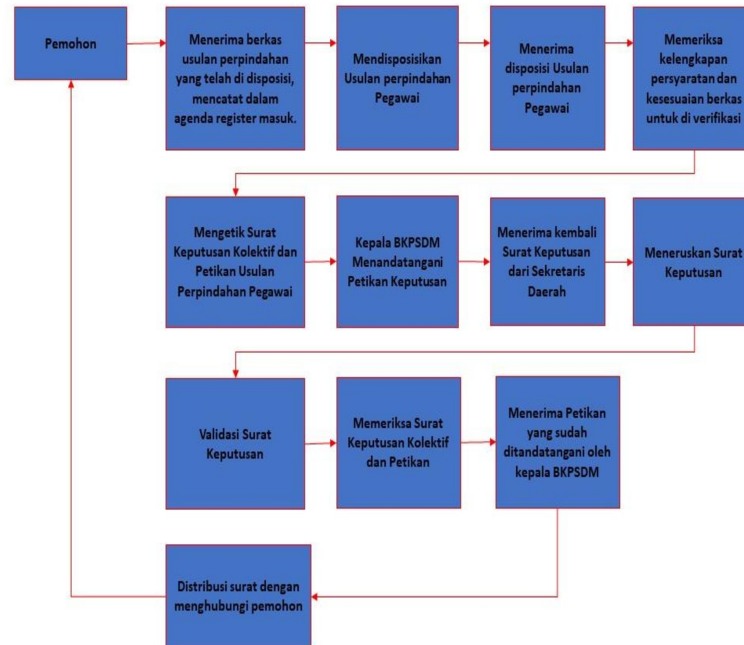 Pemohon
Menerima berkas
usulan perpindahan
yang telah di disposisi,
mencatat dalam
agenda register masuk.
Mendisposisikan
Usulan perpindahan
Pegawai
Menerima
disposisi Usulan
perpindahan
Pegawai
Memeriksa
kelengkapan
persyaratan dan
kesesuaian berkas
untuk di verifikasi
Mengetik Surat
Keputusan Kolektif dan
Petikan Usulan
Perpindahan Pegawai
Kepala BKPSDM
Menandatangani
Petikan Keputusan
Menerima kembali
Surat Keputusan
dari Sekretaris
Daerah
Meneruskan Surat
Keputusan
Validasi Surat
Keputusan
Memeriksa Surat
Keputusan Kolektif
dan Petikan
Menerima Petikan
yang sudah
ditandatangani oleh
kepala BKPSDM
Distribusi surat dengan
menghubungi pemohon